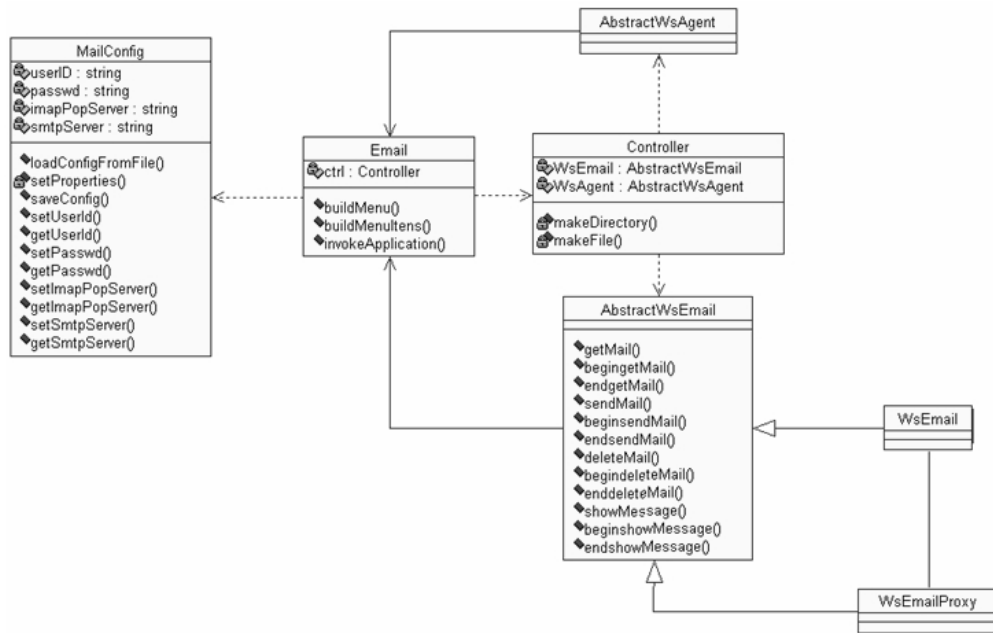 AbstractWsAgent
MailConfig
userID : string
passwd : string
imapPopServer : string
smtpServer : string
loadConfigFromFile()
setProperties()
saveConfig()
setUserId()
getUserId()
setPasswd()
getPasswd()
setImapPopServer()
getImapPopServer()
setSmtpServer()
getSmtpServer()
Email
ctrl : Controller
buildMenu()
buildMenuItens()
invokeApplication()
Controller
WsEmail : AbstractWsEmail
WsAgent : AbstractWsAgent
makeDirectory()
makeFile()
AbstractWsEmail
getMail()
begingetMail()
endgetMail()
sendMail()
beginsendMail()
endsendMail()
deleteMail()
begindeleteMail()
enddeleteMail()
showMessage()
beginshowMessage()
endshowMessage()
WsEmail
WsEmailProxy